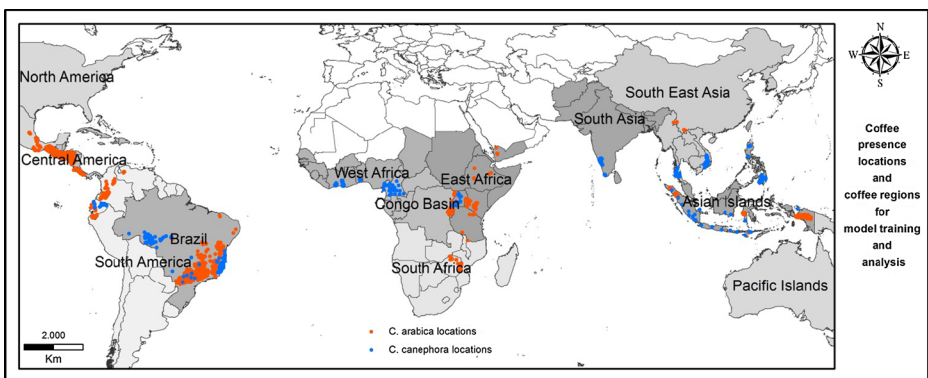 North America
Central America
South America
Brazil
West Africa
East Africa
Congo Basin
South Africa
South East Asia
South Asia
Asian Islands
Pacific Islands
2.000
Km
C. arabica locations
C. canephora locations
N
W
E
S
Coffee
presence
locations
and
coffee regions
for
model training
and
analysis